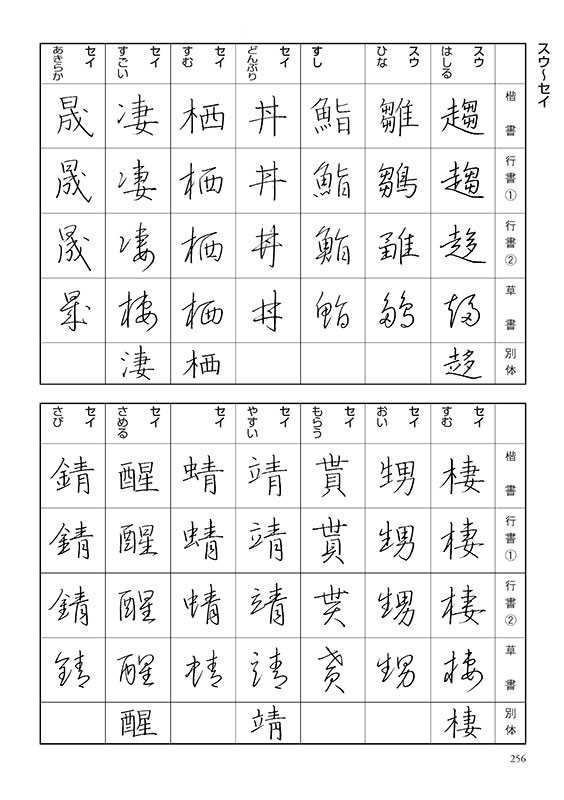 スウ〜セイ
楷書
行書①
行書②
草書
別体
スウ
はしる
趨
趨
趨
趨
趨
スウ
ひな
雛
鶵
雛
鶵
すし
鮨
鮨
鮨
鮨
セイ
どんぶり
丼
丼
丼
丼
セイ
すむ
栖
栖
栖
栖
栖
セイ
すごい
凄
凄
凄
凄
凄
セイ
あきらか
晟
晟
晟
晟
楷書
行書①
行書②
草書
別体
セイ
すむ
棲
棲
棲
棲
棲
セイ
おい
甥
甥
甥
甥
セイ
もらう
貰
貰
貰
貰
セイ
やすい
靖
靖
靖
靖
靖
セイ
蜻
蜻
蜻
蜻
セイ
さめる
醒
醒
醒
醒
醒
セイ
さび
錆
錆
錆
錆
256